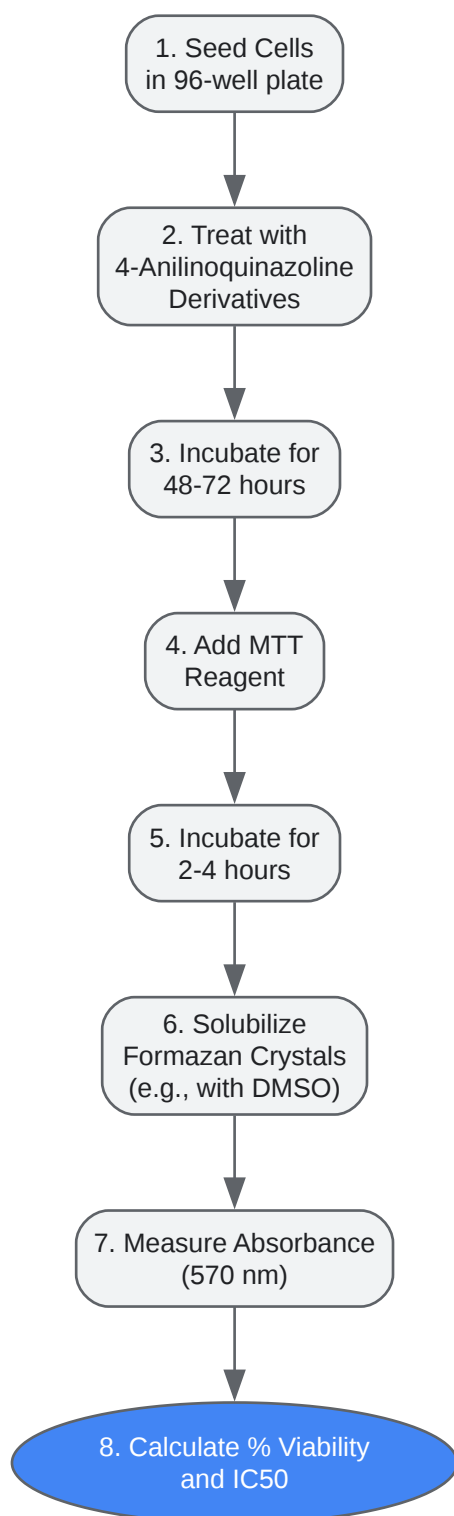 1. Seed Cells
in 96-well plate
2. Treat with
4-Anilinoquinazoline
Derivatives
3. Incubate for
48-72 hours
4. Add MTT
Reagent
5. Incubate for
2-4 hours
6. Solubilize
Formazan Crystals
(e.g., with DMSO)
7. Measure Absorbance
(570 nm)
8. Calculate % Viability
and IC50